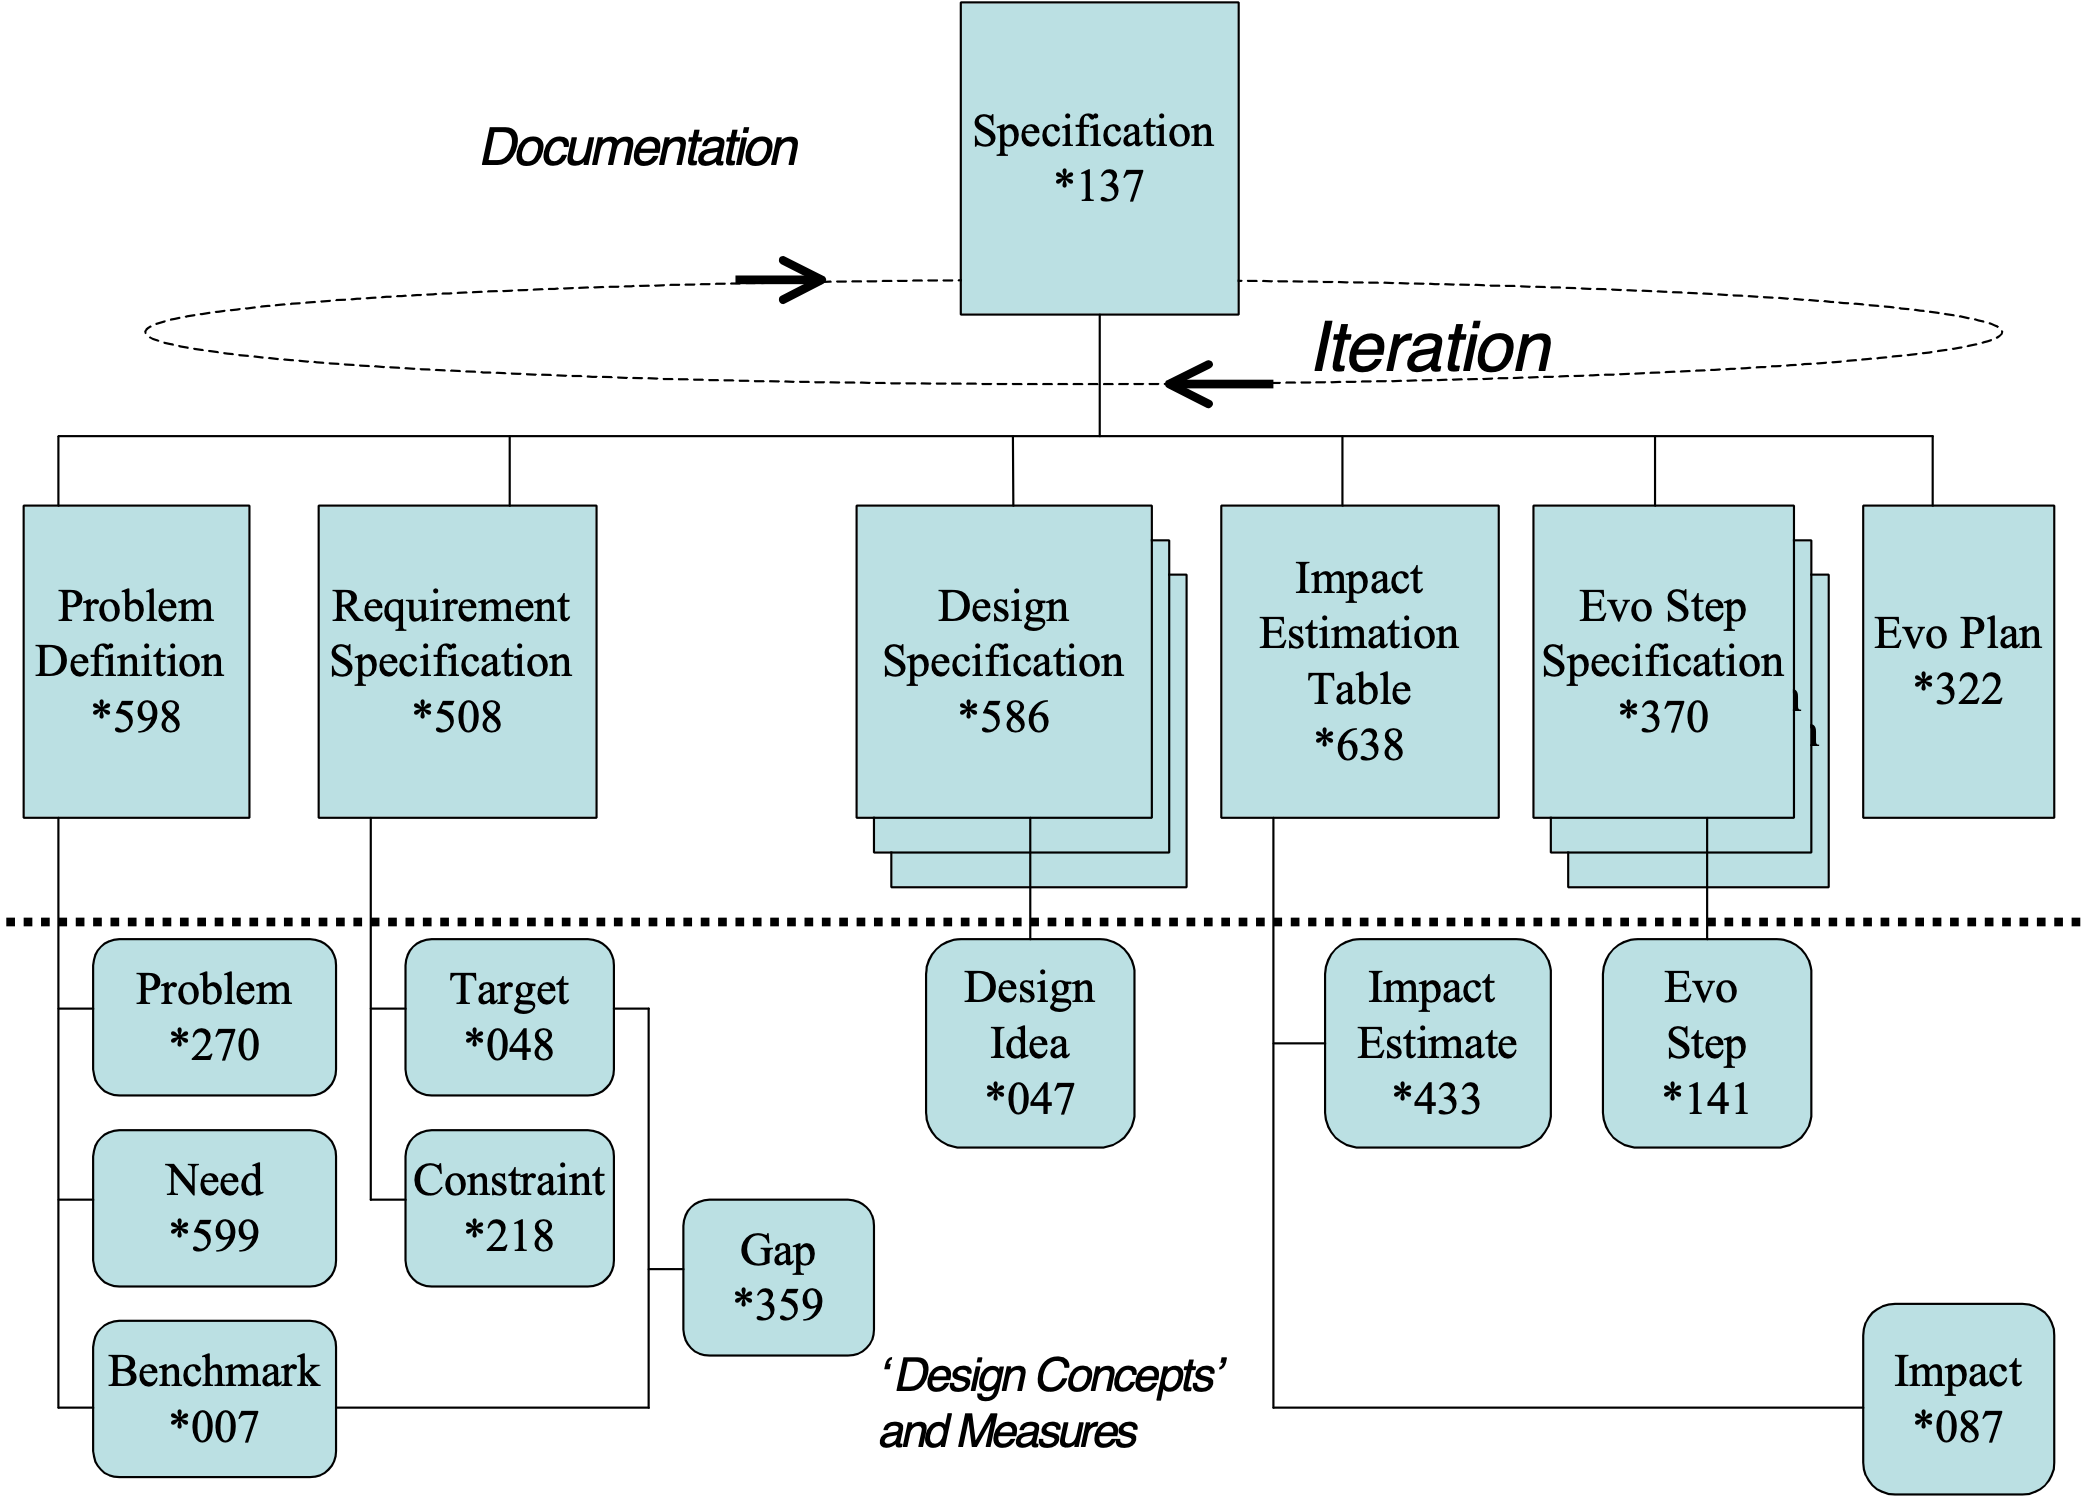 Specification
*137
Documentation
Iteration
Problem
Definition
*598
Requirement
Specification
*508
Design
Specification
*586
Impact
Estimation
Table
*638
Evo Step
Specification
*370
n
n
Evo Plan
*322
Problem
*270
Target
*048
Design
Idea
*047
Impact
Estimate
*433
Evo
Step
*141
Need
*599
Constraint
*218
Gap
*359
Benchmark
*007
‘Design Concepts’
and Measures
Impact
*087